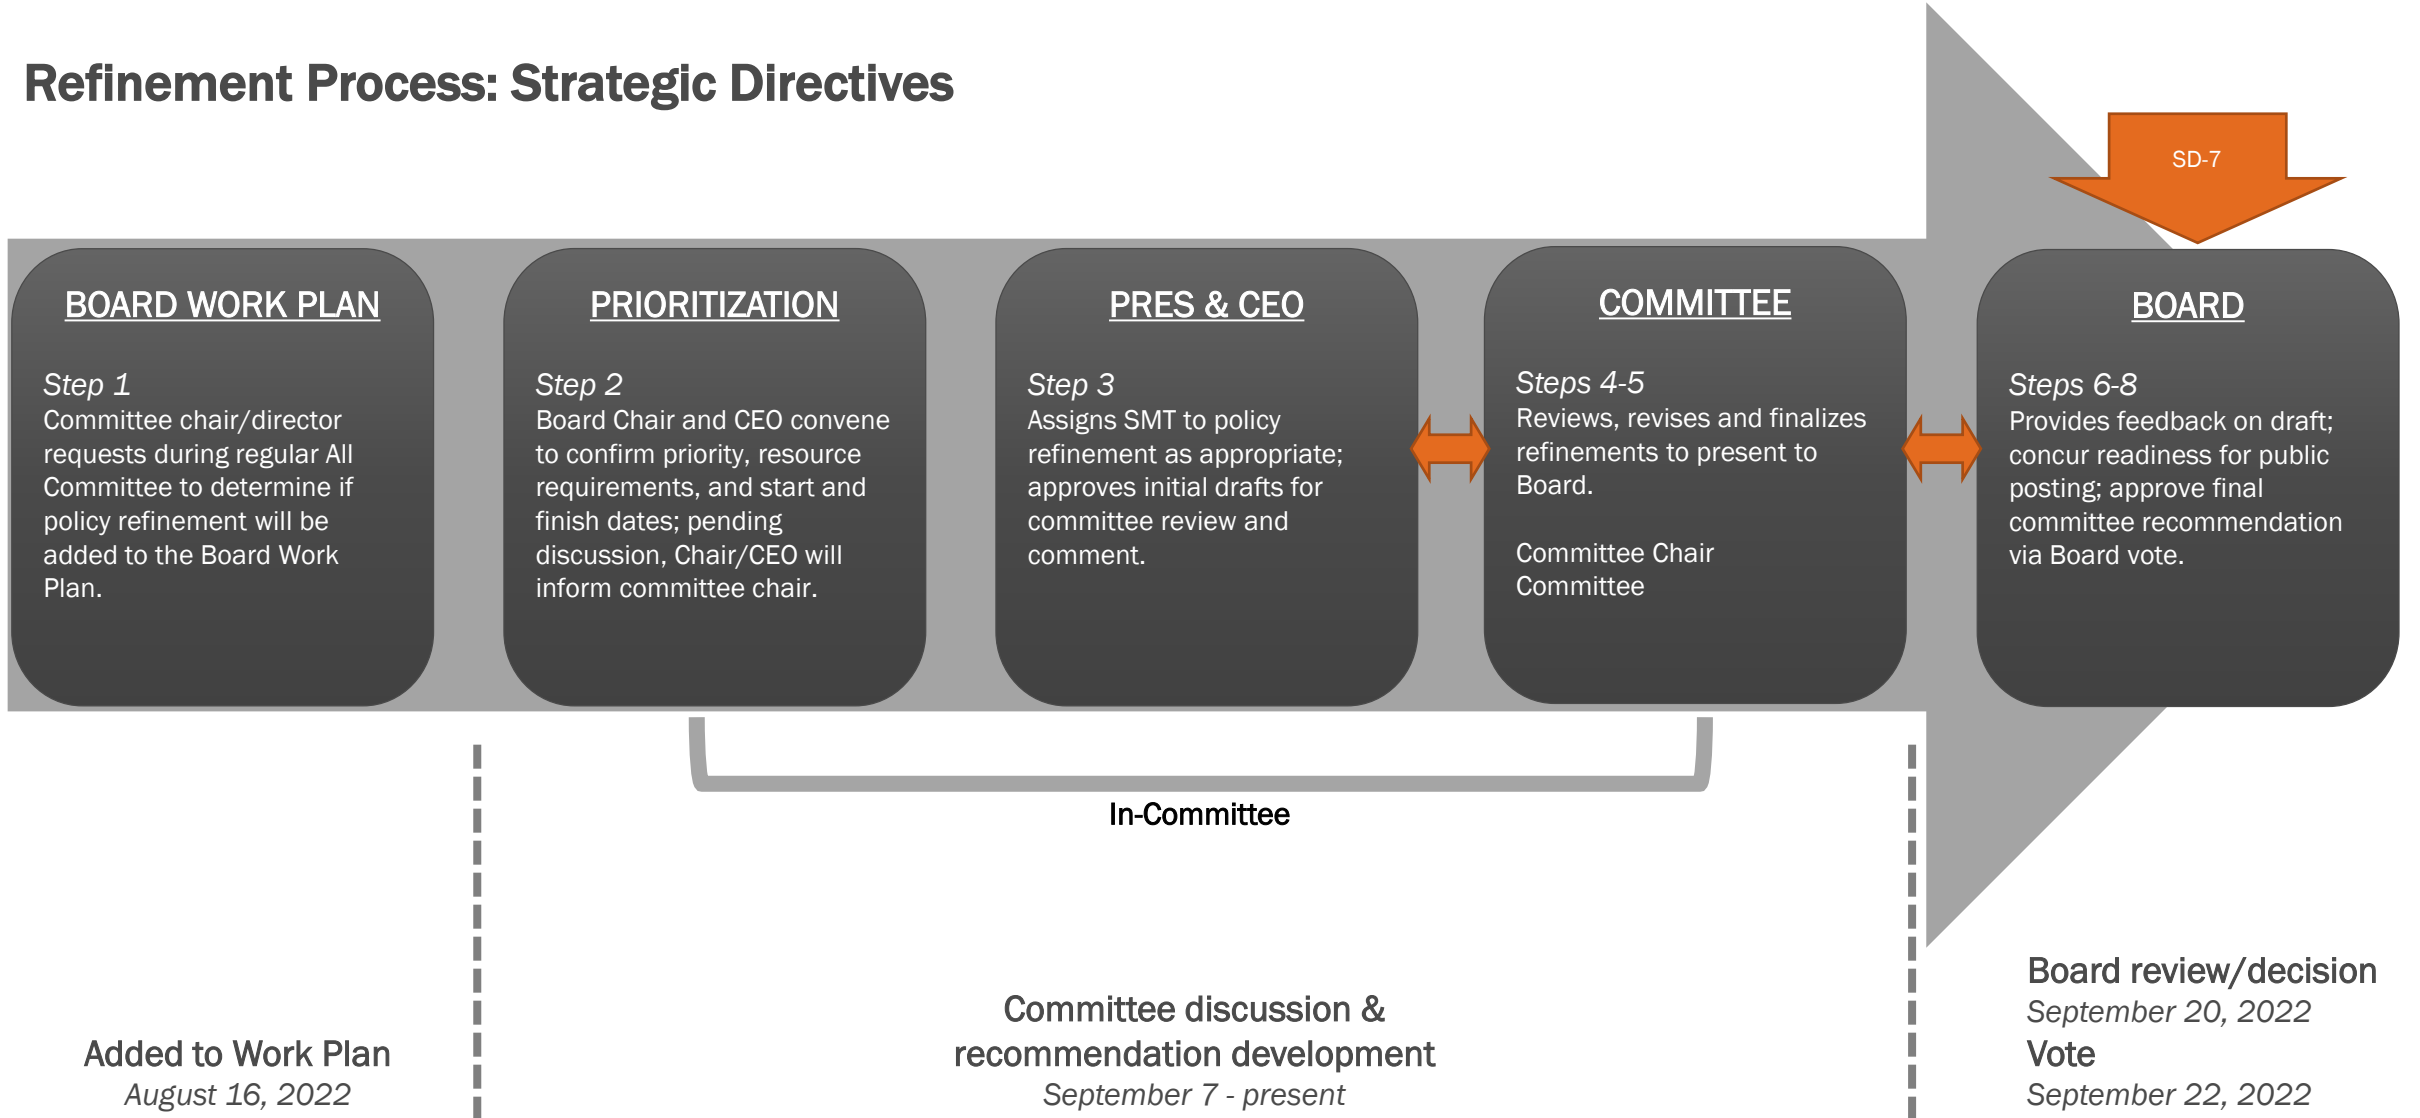 Refinement Process: Strategic Directives
SD-7
BOARD WORK PLAN
Step 1
Committee chair/director
requests during regular All
Committee to determine if
policy refinement will be
added to the Board Work
Plan.
PRIORITIZATION
Step 2
Board Chair and CEO convene
to confirm priority, resource
requirements, and start and
finish dates; pending
discussion, Chair/CEO will
inform committee chair.
PRES & CEO
Step 3
Assigns SMT to policy
refinement as appropriate;
approves initial drafts for
committee review and
comment.
COMMITTEE
Steps 4-5
Reviews, revises and finalizes
refinements to present to
Board.
Committee Chair
Committee
BOARD
Steps 6-8
Provides feedback on draft;
concur readiness for public
posting; approve final
committee recommendation
via Board vote.
In-Committee
Added to Work Plan
August 16, 2022
Committee discussion &
recommendation development
September 7 - present
Board review/decision
September 20, 2022
Vote
September 22, 2022